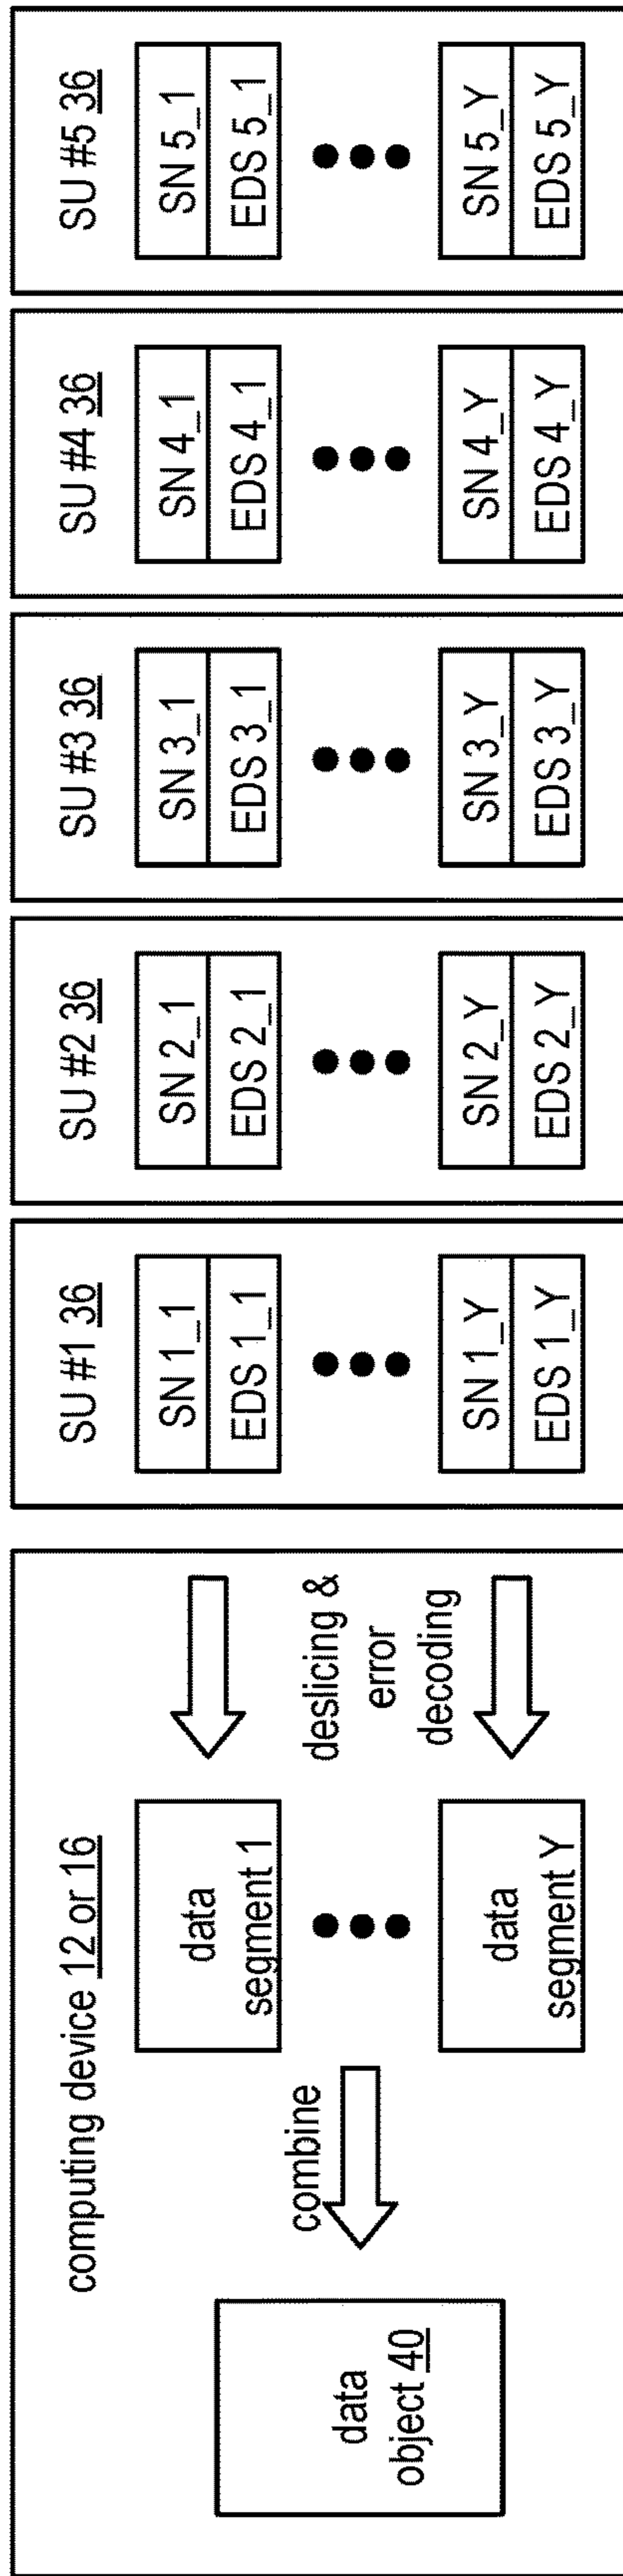 computing device 12 or 16
data
object 40
combine
data
segment 1
data
segment Y
deslicing &
error
decoding
SU #1 36
SN 1_1
EDS 1_1
SN 1_Y
EDS 1_Y
SU #2 36
SN 2_1
EDS 2_1
SN 2_Y
EDS 2_Y
SU #3 36
SN 3_1
EDS 3_1
SN 3_Y
EDS 3_Y
SU #4 36
SN 4_1
EDS 4_1
SN 4_Y
EDS 4_Y
SU #5 36
SN 5_1
EDS 5_1
SN 5_Y
EDS 5_Y